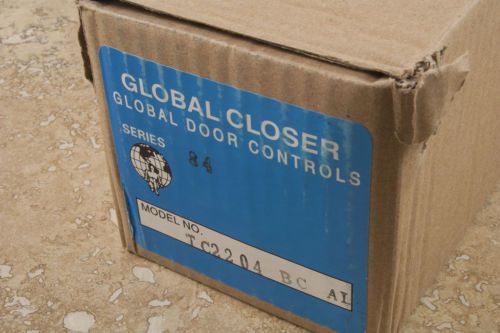 GLOBAL CLOSER
GLOBAL DOOR CONTROLS
SERIES
84
MODEL NO.
TC2204 BC AL